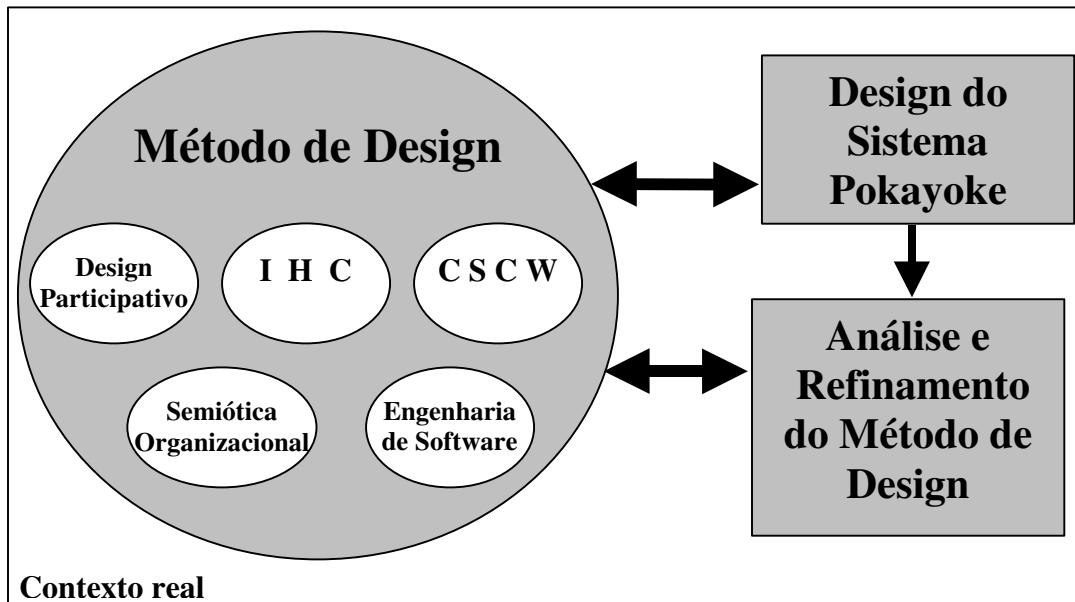 Método de Design
Design
Participativo
I H C
C S C W
Semiótica
Organizacional
Engenharia
de Software
Design do
Sistema
Pokayoke
Análise e
Refinamento
do Método de
Design
Contexto real